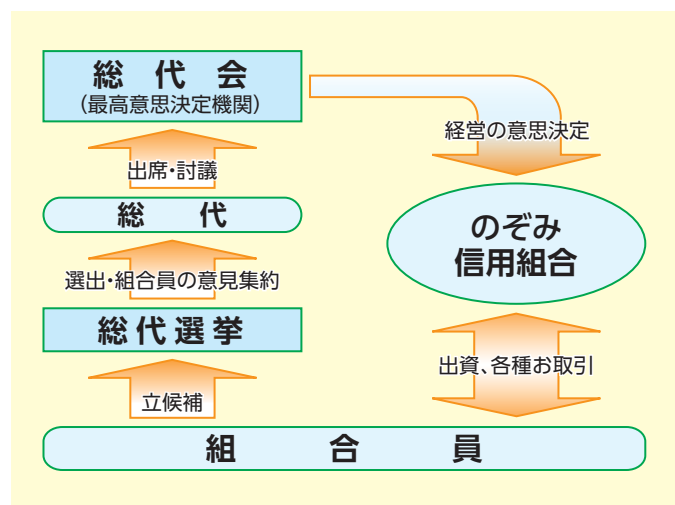 総代会
(最高意思決定機関)
経営の意思決定
出席・討議
総代
のぞみ
信用組合
選出・組合員の意見集約
総代選挙
出資、各種お取引
立候補
組合員